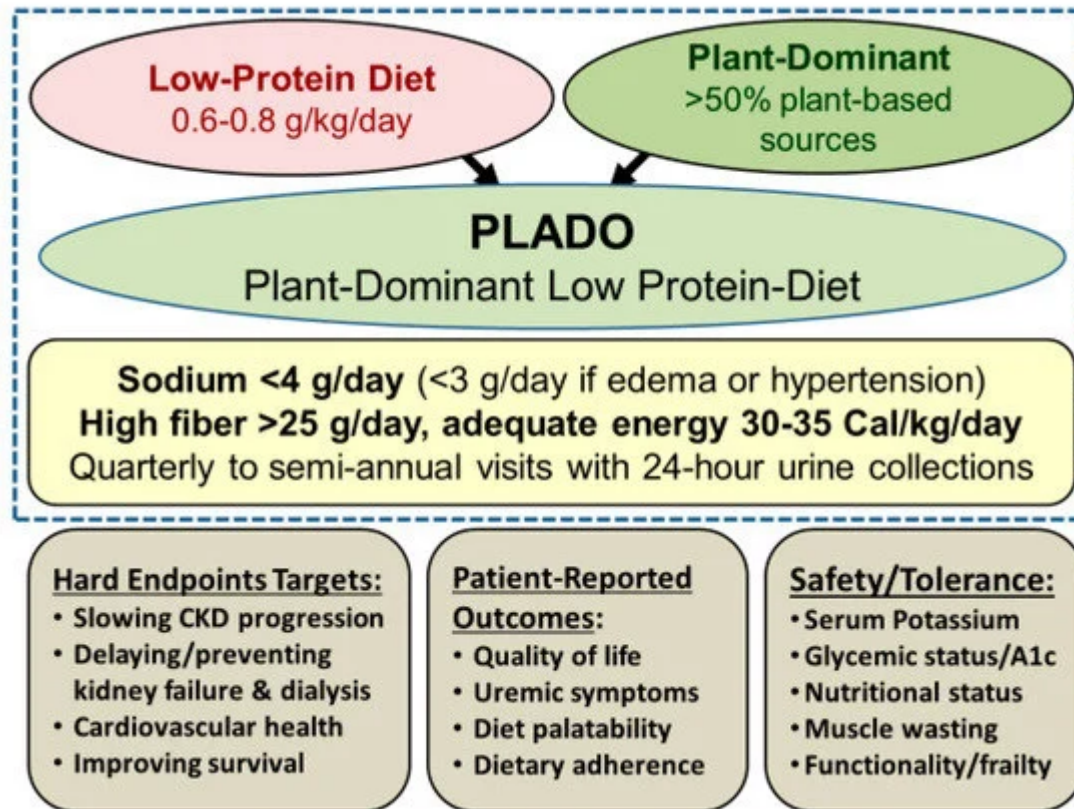 Low-Protein Diet
0.6-0.8 g/kg/day
Plant-Dominant
>50% plant-based
sources
PLADO
Plant-Dominant Low Protein-Diet
Sodium <4 g/day (<3 g/day if edema or hypertension)
High fiber >25 g/day, adequate energy 30-35 Cal/kg/day
Quarterly to semi-annual visits with 24-hour urine collections
Hard Endpoints Targets:
• Slowing CKD progression
• Delaying/preventing
kidney failure & dialysis
• Cardiovascular health
• Improving survival
Patient-Reported
Outcomes:
• Quality of life
• Uremic symptoms
• Diet palatability
• Dietary adherence
Safety/Tolerance:
• Serum Potassium
• Glycemic status/A1c
• Nutritional status
• Muscle wasting
• Functionality/frailty